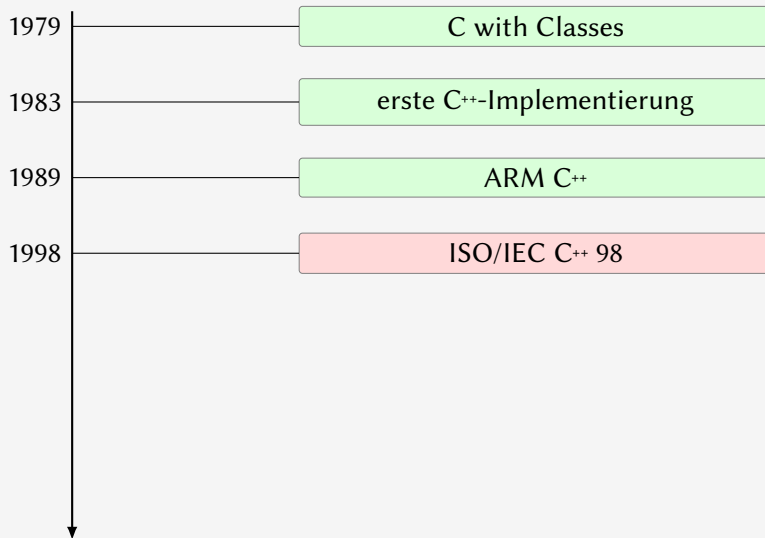 1979 C with Classes
1983 erste C++-Implementierung
1989 ARM C++
1998 ISO/IEC C++ 98